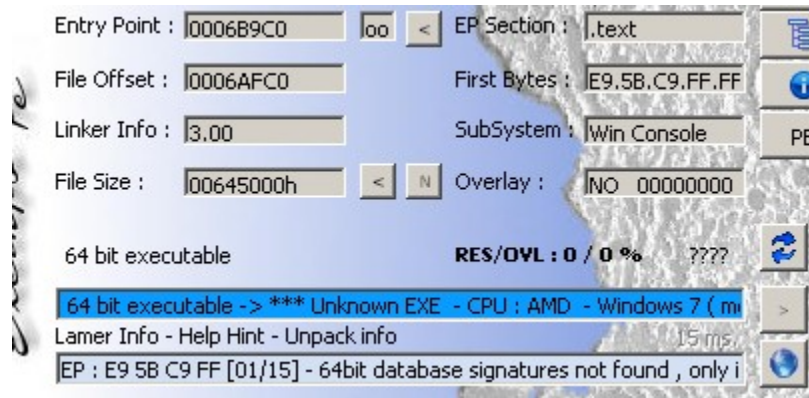 Entry Point : 0006B9C0 oo < EP Section : .text
File Offset : 0006AFC0 First Bytes : E9.5B.C9.FF.FF
Linker Info : 3.00 SubSystem : Win Console PE
File Size : 00645000h < N Overlay : NO 00000000
64 bit executable RES/OVL : 0 / 0 % ????
64 bit executable -> *** Unknown EXE - CPU : AMD - Windows 7 ( m >
Lamer Info - Help Hint - Unpack info 15 ms.
EP : E9 5B C9 FF [01/15] - 64bit database signatures not found , only i